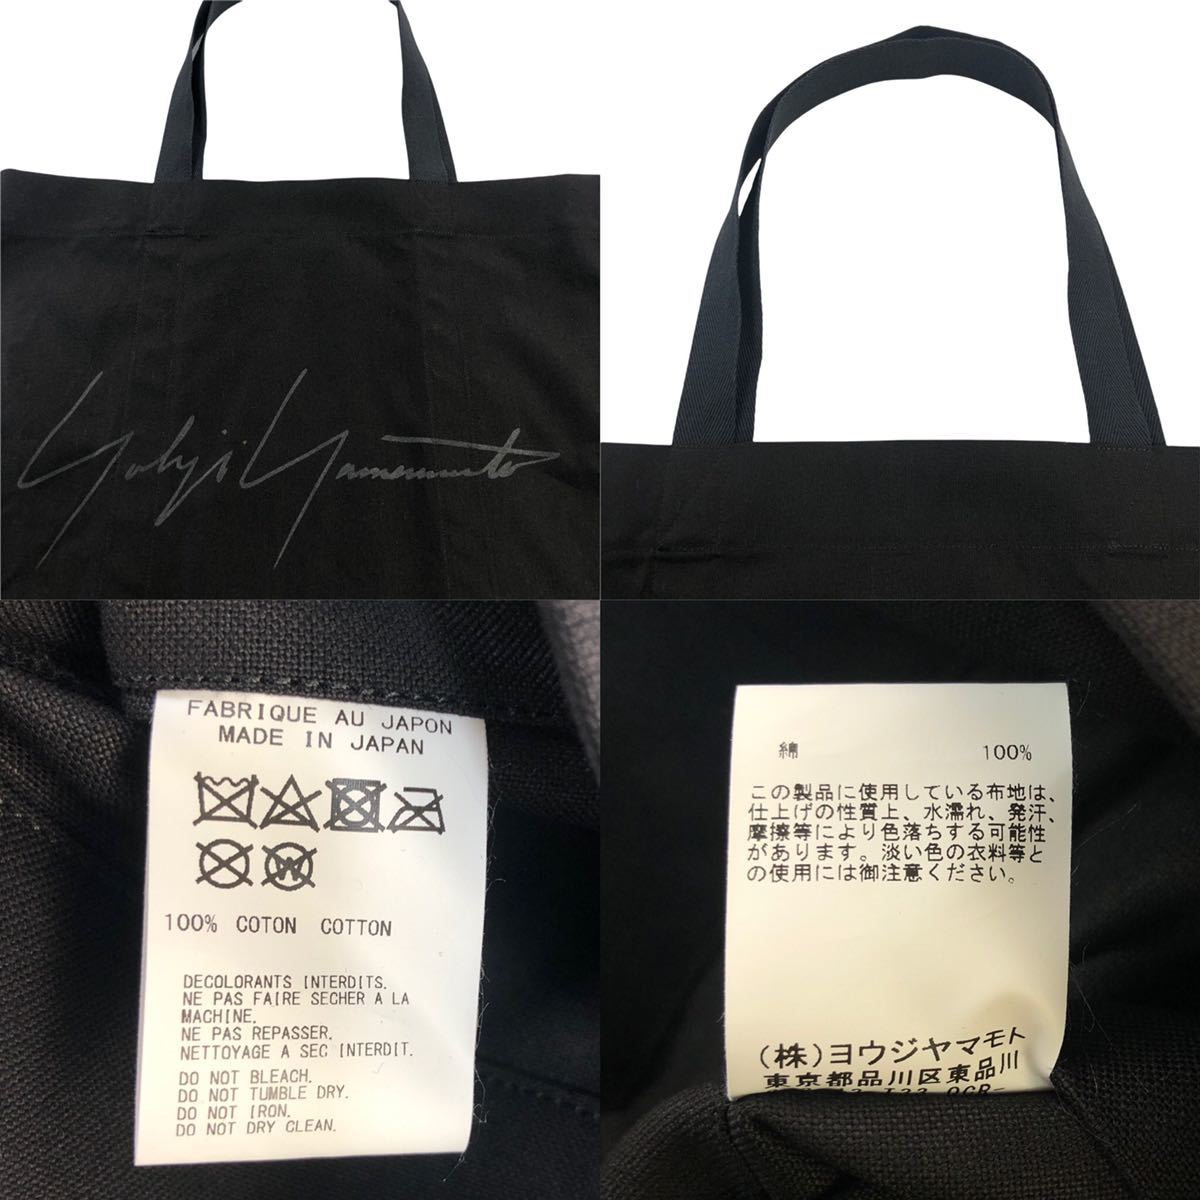 Yohji Yamamoto
FABRIQUE AU JAPON
MADE IN JAPAN
W
100% COTON COTTON
DECOLORANTS INTERDITS.
NE PAS FAIRE SECHER A LA
MACHINE.
NE PAS REPASSER.
NETTOYAGE A SEC INTERDIT.
DO NOT BLEACH.
DO NOT TUMBLE DRY.
DO NOT IRON.
DO NOT DRY CLEAN.
綿 100%
この製品に使用している布地は、
仕上げの性質上、水濡れ、発汗、
摩擦等により色落ちする可能性
があります。淡い色の衣料等と
の使用には御注意ください。
(株)ヨウジヤマモト
東京都品川区東品川